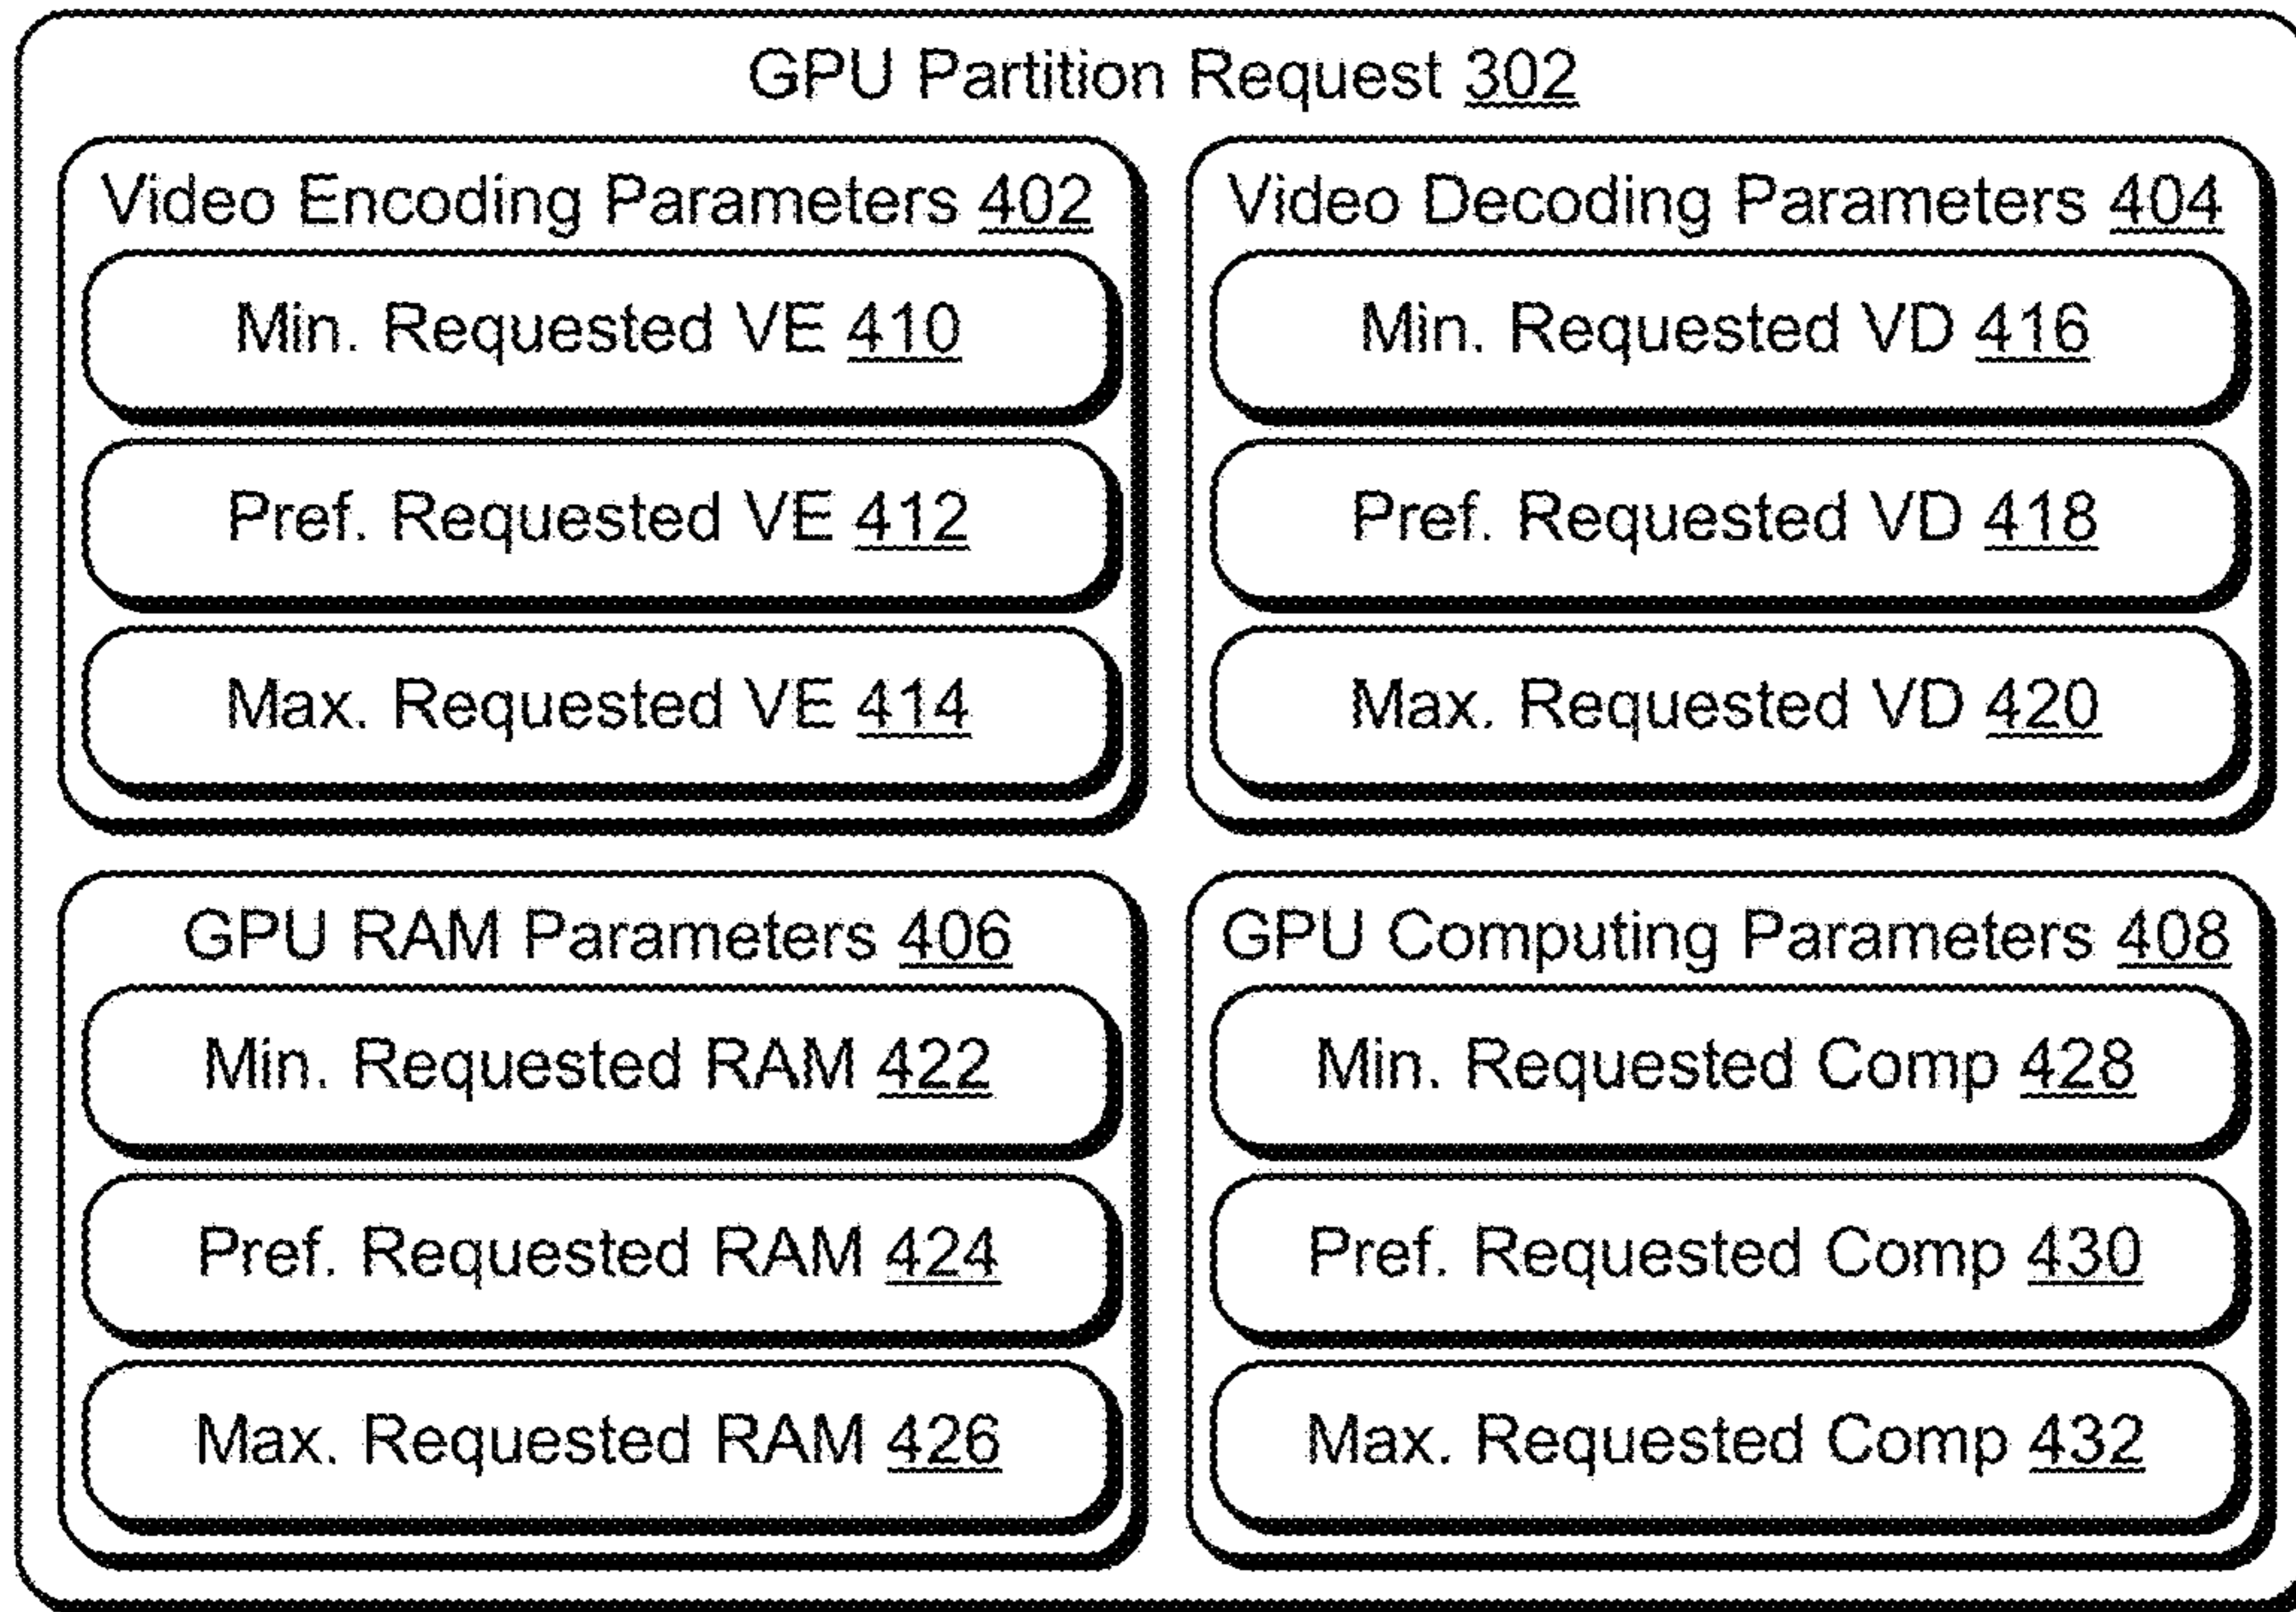 GPU Partition Request 302
Video Encoding Parameters 402
Min. Requested VE 410
Pref. Requested VE 412
Max. Requested VE 414
Video Decoding Parameters 404
Min. Requested VD 416
Pref. Requested VD 418
Max. Requested VD 420
GPU RAM Parameters 406
Min. Requested RAM 422
Pref. Requested RAM 424
Max. Requested RAM 426
GPU Computing Parameters 408
Min. Requested Comp 428
Pref. Requested Comp 430
Max. Requested Comp 432